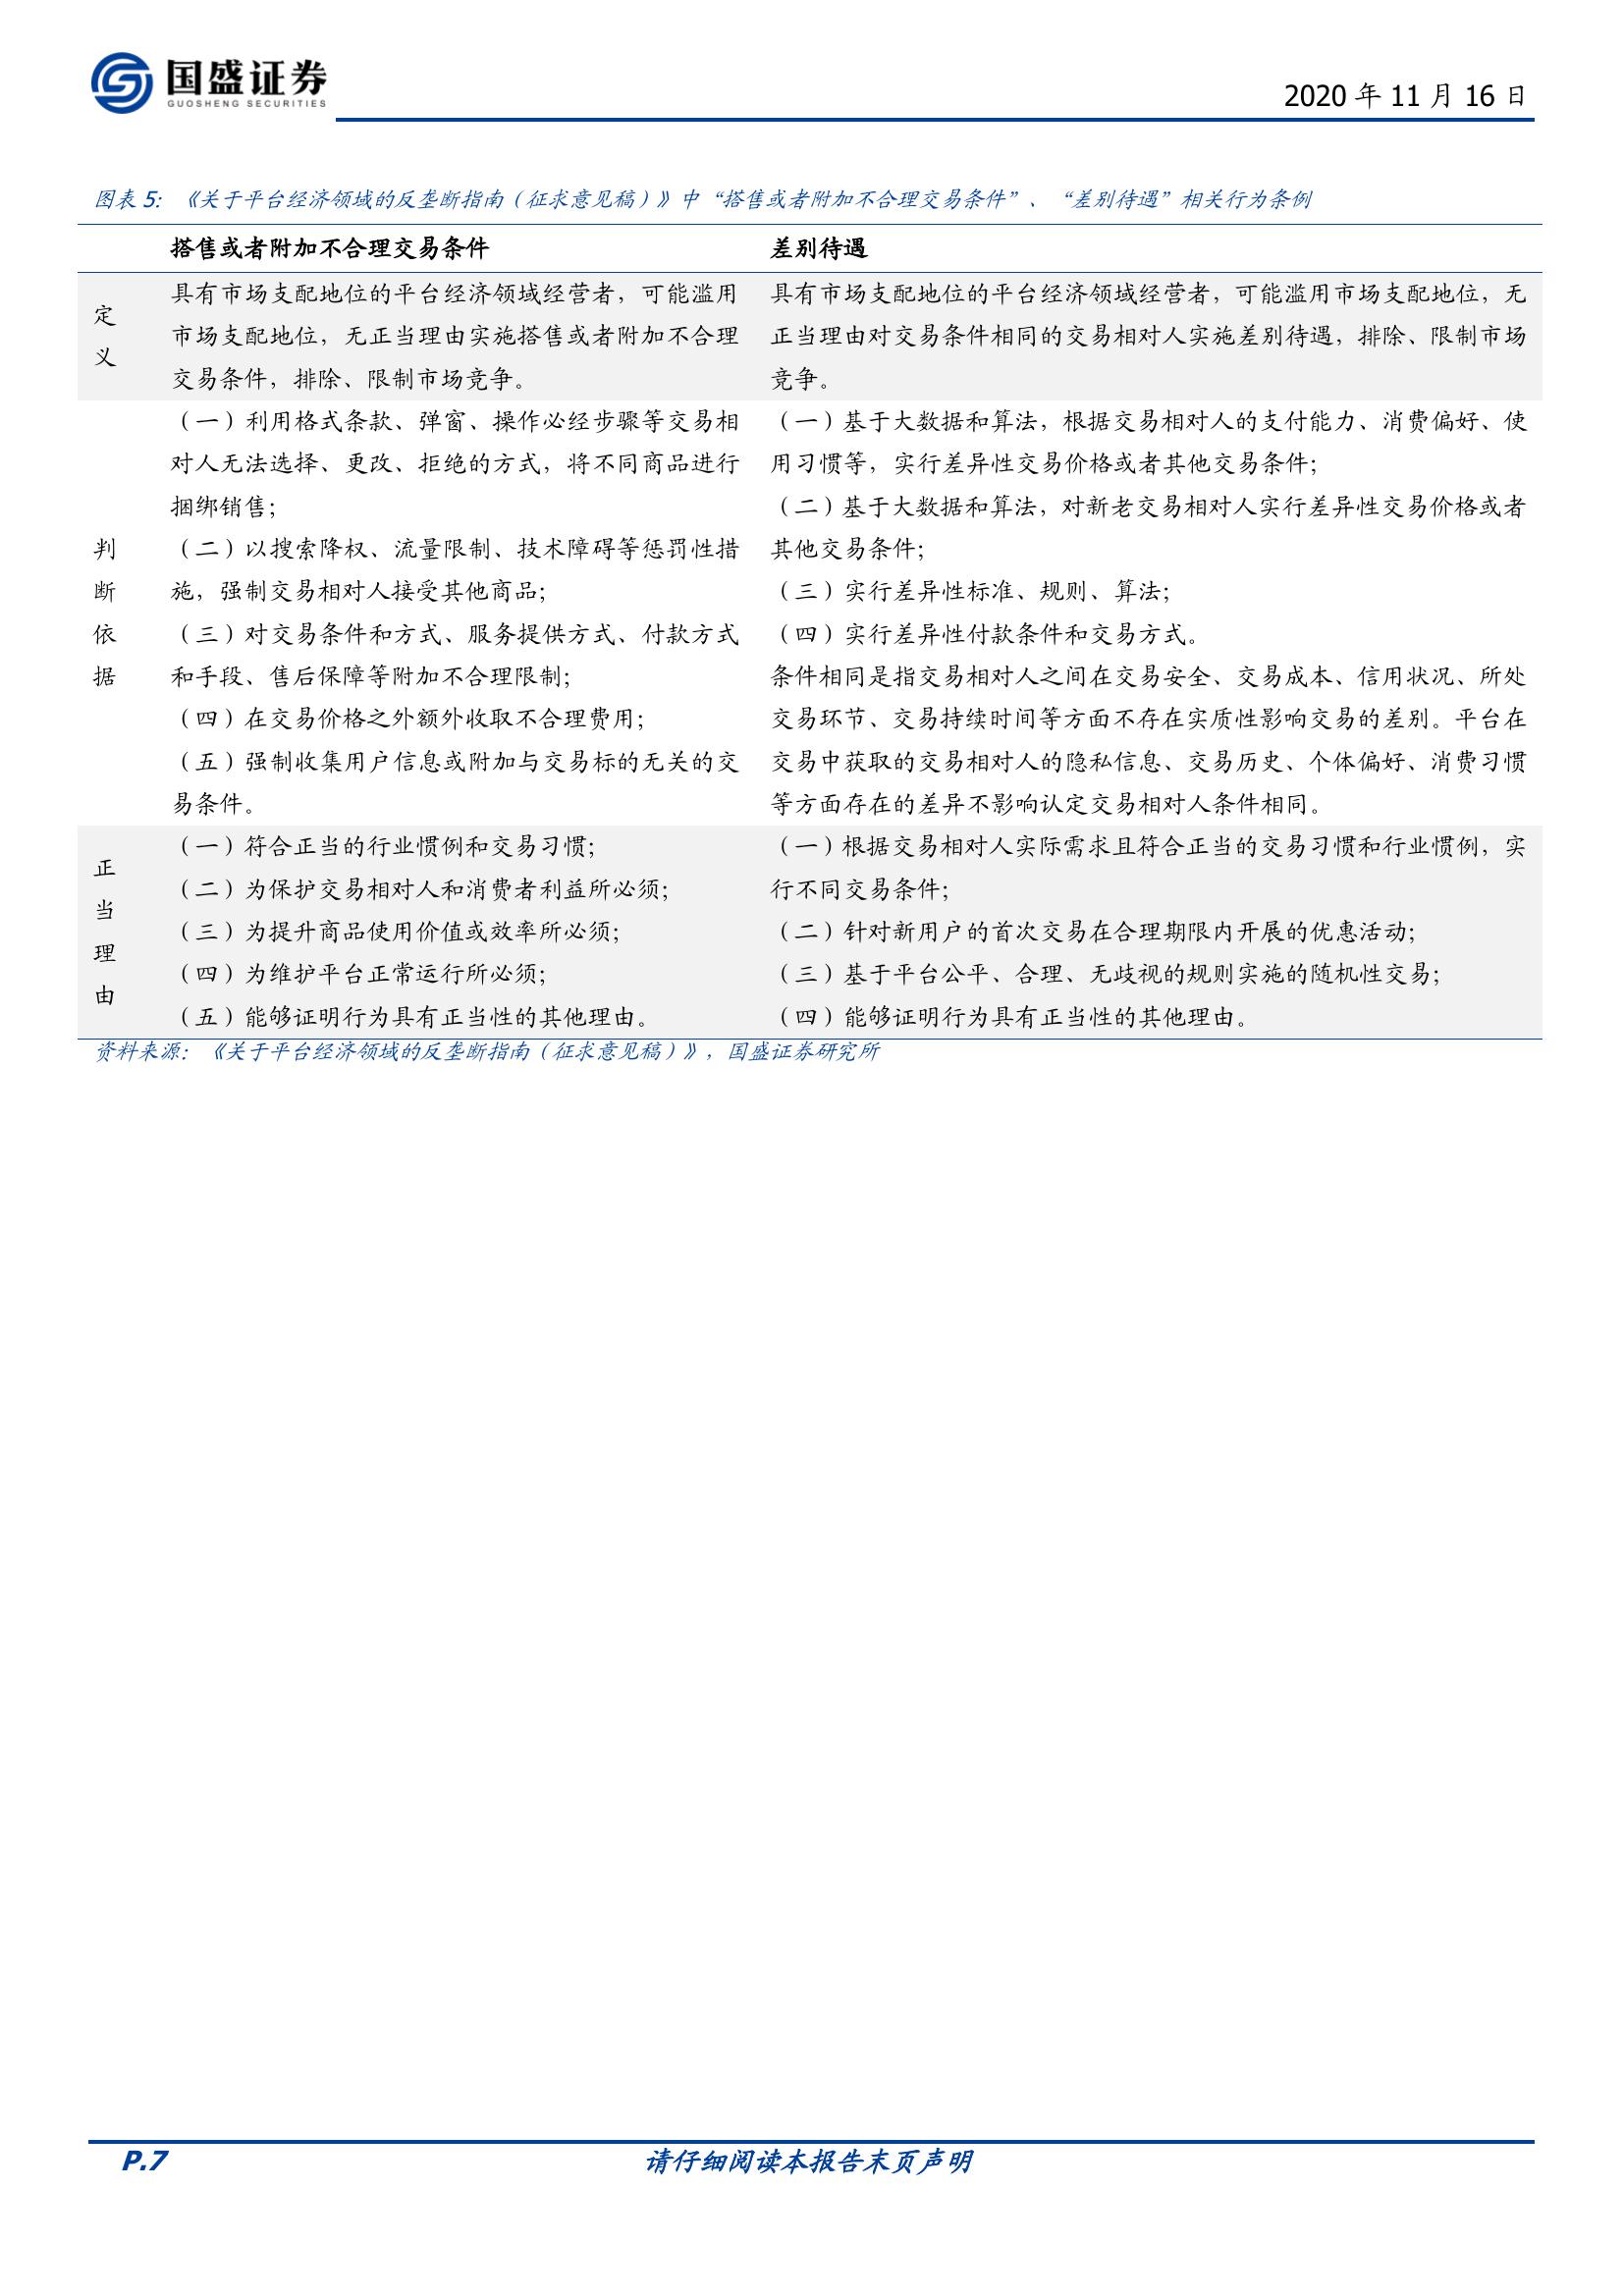 国盛证券
GUOSHENG SECURITIES
2020 年 11 月 16 日
图表 5：《关于平台经济领域的反垄断指南（征求意见稿）》中“搭售或者附加不合理交易条件”、“差别待遇”相关行为条例
搭售或者附加不合理交易条件
差别待遇
定
义
具有市场支配地位的平台经济领域经营者，可能滥用
市场支配地位，无正当理由实施搭售或者附加不合理
交易条件，排除、限制市场竞争。
具有市场支配地位的平台经济领域经营者，可能滥用市场支配地位，无
正当理由对交易条件相同的交易相对人实施差别待遇，排除、限制市场
竞争。
判
断
依
据
（一）利用格式条款、弹窗、操作必经步骤等交易相
对人无法选择、更改、拒绝的方式，将不同商品进行
捆绑销售；
（二）以搜索降权、流量限制、技术障碍等惩罚性措
施，强制交易相对人接受其他商品；
（三）对交易条件和方式、服务提供方式、付款方式
和手段、售后保障等附加不合理限制；
（四）在交易价格之外额外收取不合理费用；
（五）强制收集用户信息或附加与交易标的无关的交
易条件。
（一）基于大数据和算法，根据交易相对人的支付能力、消费偏好、使
用习惯等，实行差异性交易价格或者其他交易条件；
（二）基于大数据和算法，对新老交易相对人实行差异性交易价格或者
其他交易条件；
（三）实行差异性标准、规则、算法；
（四）实行差异性付款条件和交易方式。
条件相同是指交易相对人之间在交易安全、交易成本、信用状况、所处
交易环节、交易持续时间等方面不存在实质性影响交易的差别。平台在
交易中获取的交易相对人的隐私信息、交易历史、个体偏好、消费习惯
等方面存在的差异不影响认定交易相对人条件相同。
正
当
理
由
（一）符合正当的行业惯例和交易习惯；
（二）为保护交易相对人和消费者利益所必须；
（三）为提升商品使用价值或效率所必须；
（四）为维护平台正常运行所必须；
（五）能够证明行为具有正当性的其他理由。
（一）根据交易相对人实际需求且符合正当的交易习惯和行业惯例，实
行不同交易条件；
（二）针对新用户的首次交易在合理期限内开展的优惠活动；
（三）基于平台公平、合理、无歧视的规则实施的随机性交易；
（四）能够证明行为具有正当性的其他理由。
资料来源：《关于平台经济领域的反垄断指南（征求意见稿）》，国盛证券研究所
P.7
请仔细阅读本报告末页声明